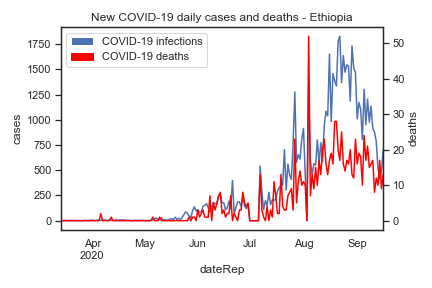 New COVID-19 daily cases and deaths - Ethiopia
COVID-19 infections
COVID-19 deaths
cases
1750
1500
1250
1000
750
500
250
0
deaths
50
40
30
20
10
0
Apr May Jun Jul Aug Sep
2020
dateRep